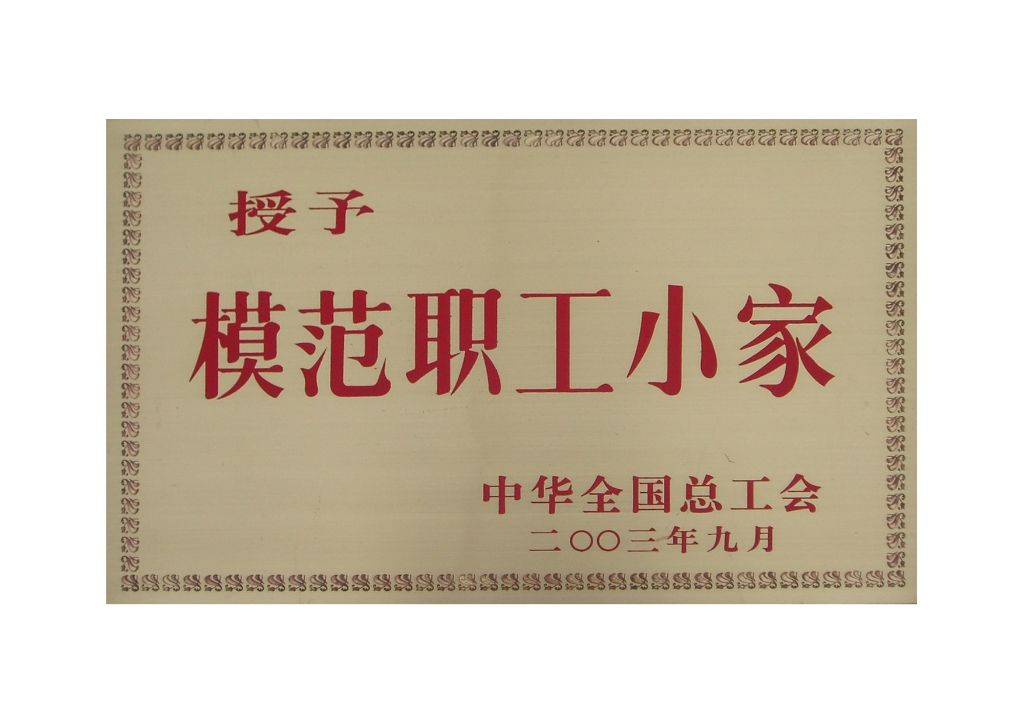 授予
模范职工小家
中华全国总工会
二〇〇三年九月